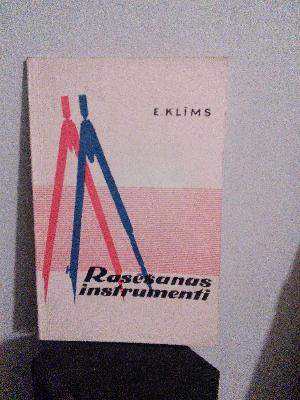 E. KLĪMS
Rasēšanas
instrumenti